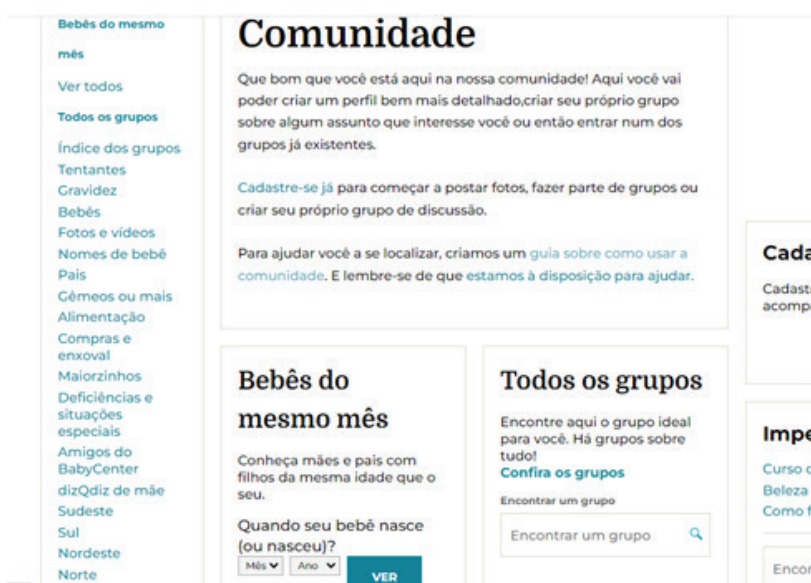 Bebês do mesmo
mês
Ver todos
Todos os grupos
Índice dos grupos
Tentantes
Gravidez
Bebês
Fotos e vídeos
Nomes de bebê
Pais
Gêmeos ou mais
Alimentação
Compras e
enxoval
Maiorzinhos
Deficiências e
situações
especiais
Amigos do
BabyCenter
dizQdiz de mãe
Sudeste
Sul
Nordeste
Norte
Comunidade
Que bom que você está aqui na nossa comunidade! Aqui você vai
poder criar um perfil bem mais detalhado,criar seu próprio grupo
sobre algum assunto que interesse você ou então entrar num dos
grupos já existentes.
Cadastre-se já para começar a postar fotos, fazer parte de grupos ou
criar seu próprio grupo de discussão.
Para ajudar você a se localizar, criamos um guia sobre como usar a
comunidade. E lembre-se de que estamos à disposição para ajudar.
Bebês do
mesmo mês
Conheça mães e pais com
filhos da mesma idade que o
seu.
Quando seu bebê nasce
(ou nasceu)?
Mês Ano
VER
Todos os grupos
Encontre aqui o grupo ideal
para você. Há grupos sobre
tudo!
Confira os grupos
Encontrar um grupo
Encontrar um grupo
Cada
Cadast
acomp
Impe
Curso
Beleza
Como
Encon